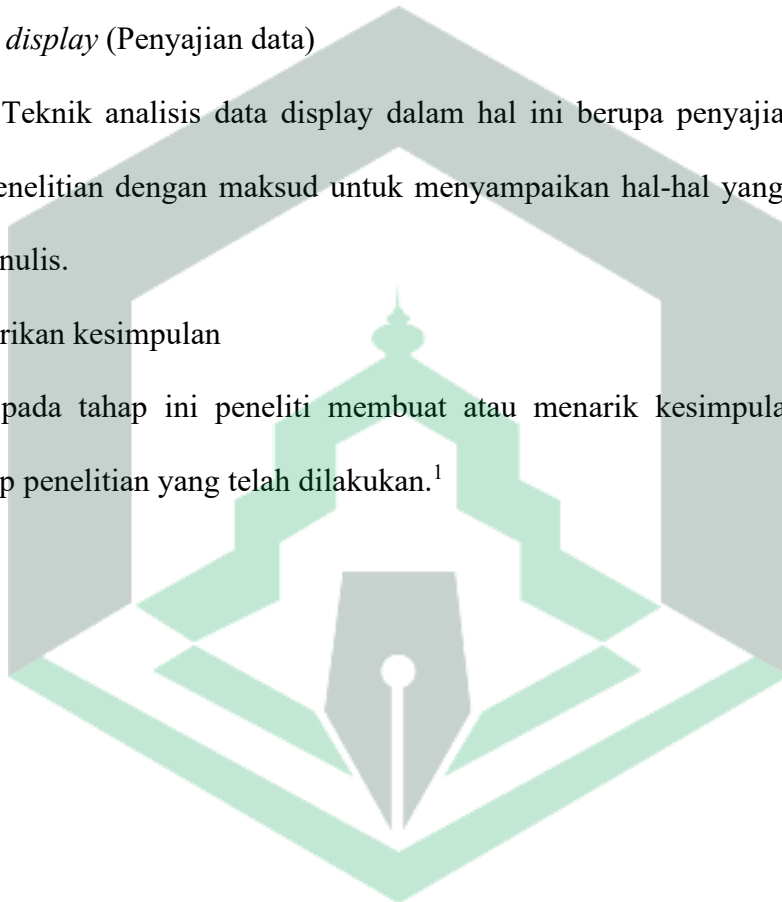 display (Penyajian data)
Teknik analisis data display dalam hal ini berupa penyajia
enelitian dengan maksud untuk menyampaikan hal-hal yang
nulis.
rikan kesimpulan
pada tahap ini peneliti membuat atau menarik kesimpula
p penelitian yang telah dilakukan.¹